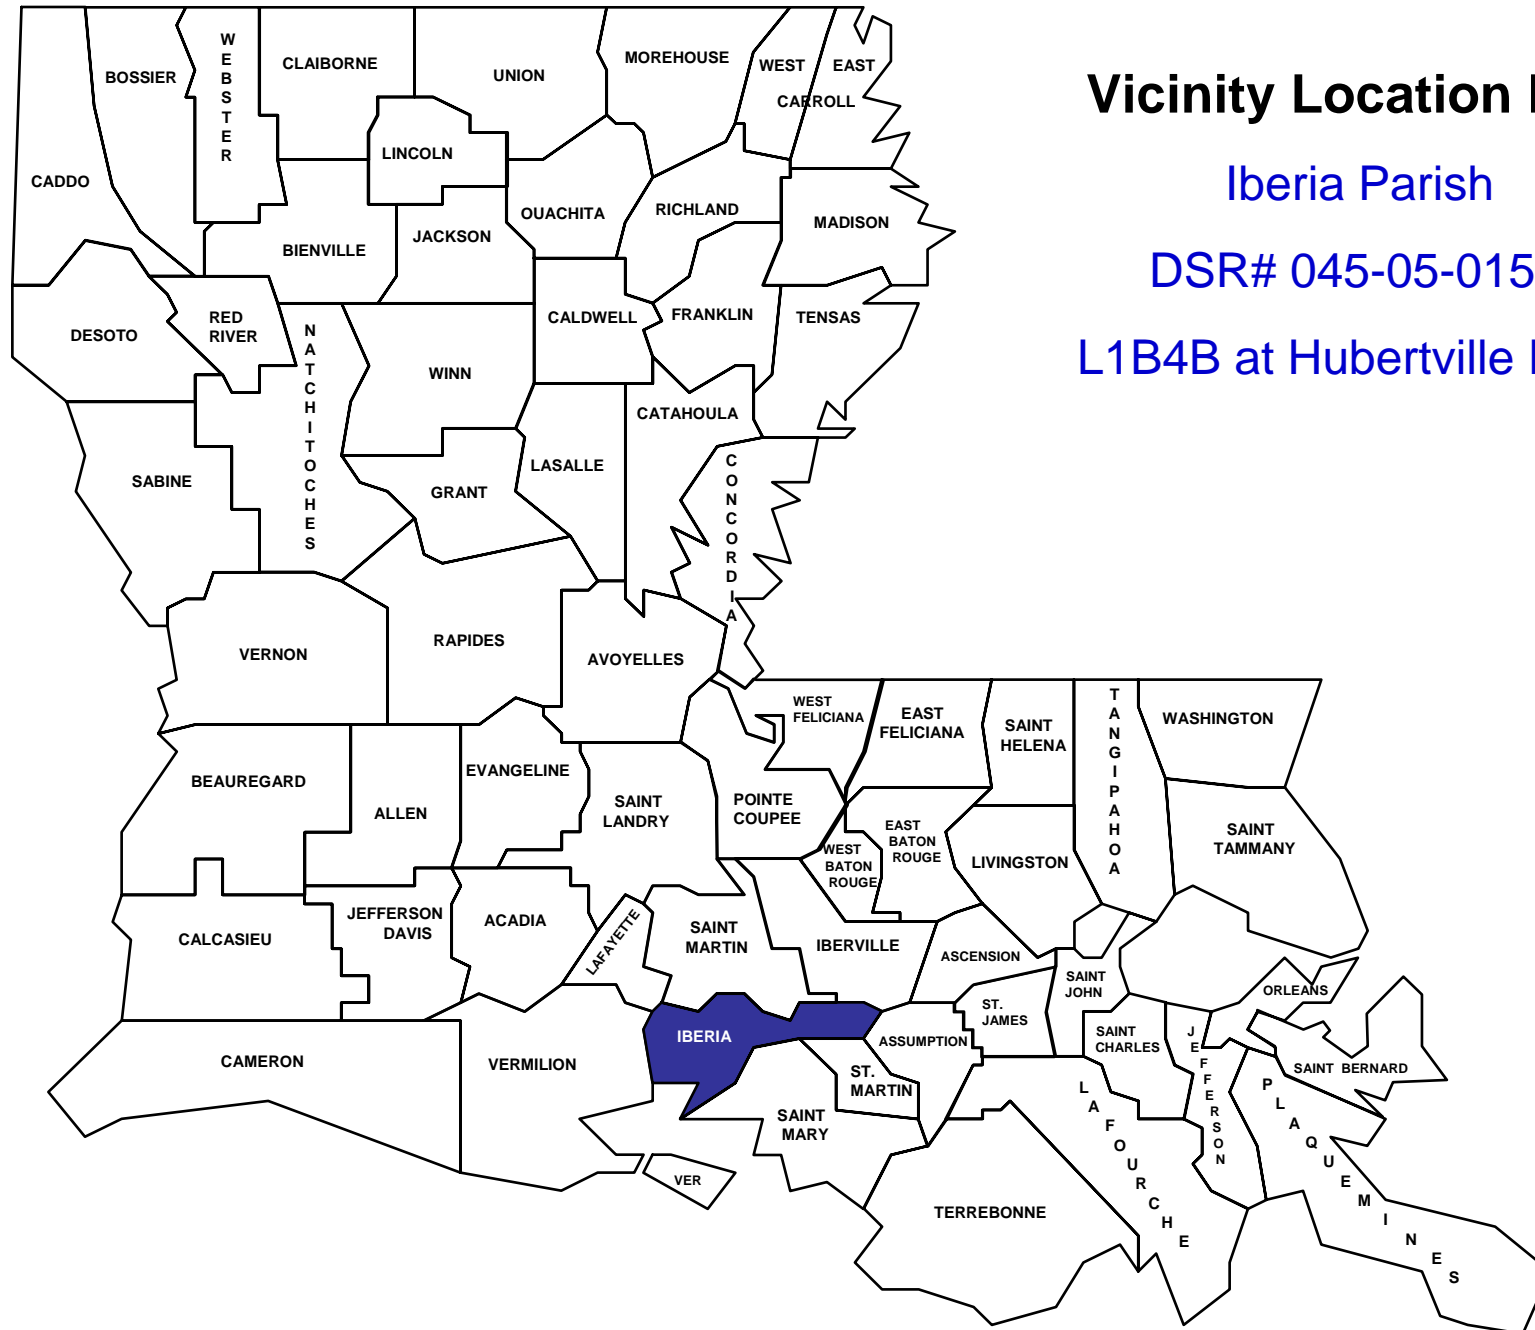 Vicinity Location
Iberia Parish
DSR# 045-05-015
L1B4B at Hubertville
WEBSTER
BOSSIER
CLAIBORNE
UNION
MOREHOUSE
WEST
EAST
CARROLL
CADDO
LINCOLN
OUACHITA
RICHLAND
MADISON
BIENVILLE
JACKSON
DESOTO
RED
RIVER
NATCHITOCHES
CALDWELL
FRANKLIN
TENSAS
WINN
CATAHOULA
SABINE
GRANT
LASALLE
CONCORDIA
VERNON
RAPIDES
AVOYELLES
WEST
FELICIANA
EAST
FELICIANA
SAINT
HELENA
TANGIPAHOA
WASHINGTON
BEAUREGARD
ALLEN
EVANGELINE
SAINT
LANDRY
POINTE
COUPEE
WEST
BATON
ROUGE
EAST
BATON
ROUGE
LIVINGSTON
SAINT
TAMMANY
CALCASIEU
JEFFERSON
DAVIS
ACADIA
LAFAYETTE
SAINT
MARTIN
IBERVILLE
ASCENSION
SAINT
JOHN
ORLEANS
CAMERON
VERMILION
IBERIA
ASSUMPTION
ST.
JAMES
SAINT
CHARLES
JEFFERSON
SAINT BERNARD
ST.
MARTIN
SAINT
MARY
VER
TERREBONNE
LAFOURCHE
PLAQUEMINES